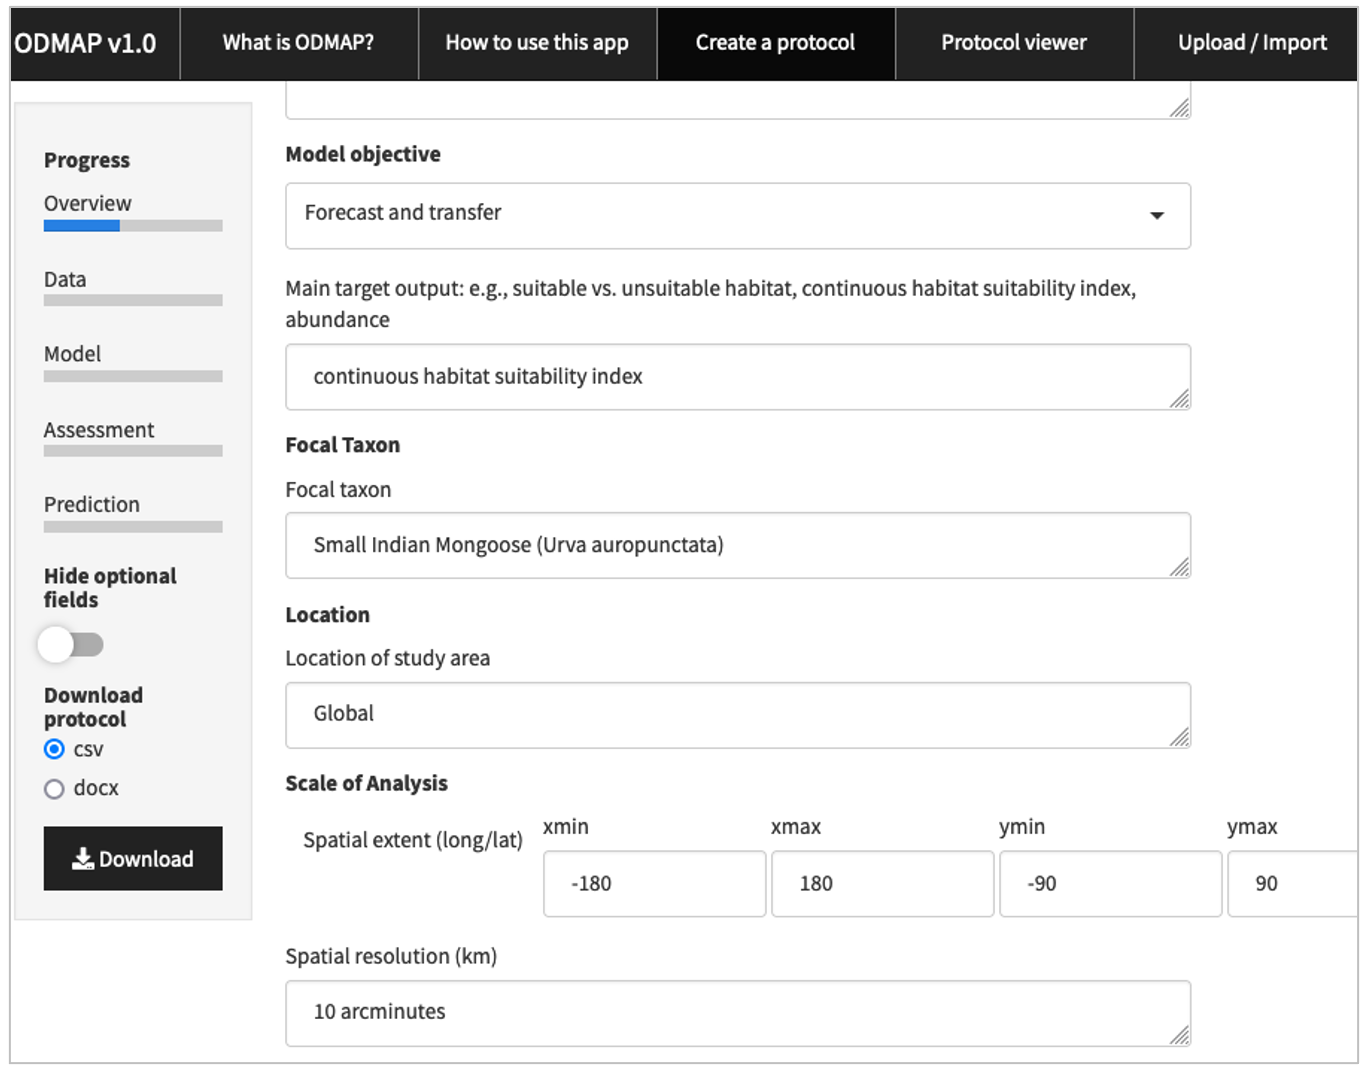 ODMAP v1.0
What is ODMAP?
How to use this app
Create a protocol
Protocol viewer
Upload / Import
Progress
Overview
Data
Model
Assessment
Prediction
Hide optional
fields
Download
protocol
csv
docx
Download
Model objective
Forecast and transfer
Main target output: e.g., suitable vs. unsuitable habitat, continuous habitat suitability index,
abundance
continuous habitat suitability index
Focal Taxon
Focal taxon
Small Indian Mongoose (Urva auropunctata)
Location
Location of study area
Global
Scale of Analysis
Spatial extent (long/lat)
xmin
xmax
ymin
ymax
-180
180
-90
90
Spatial resolution (km)
10 arcminutes